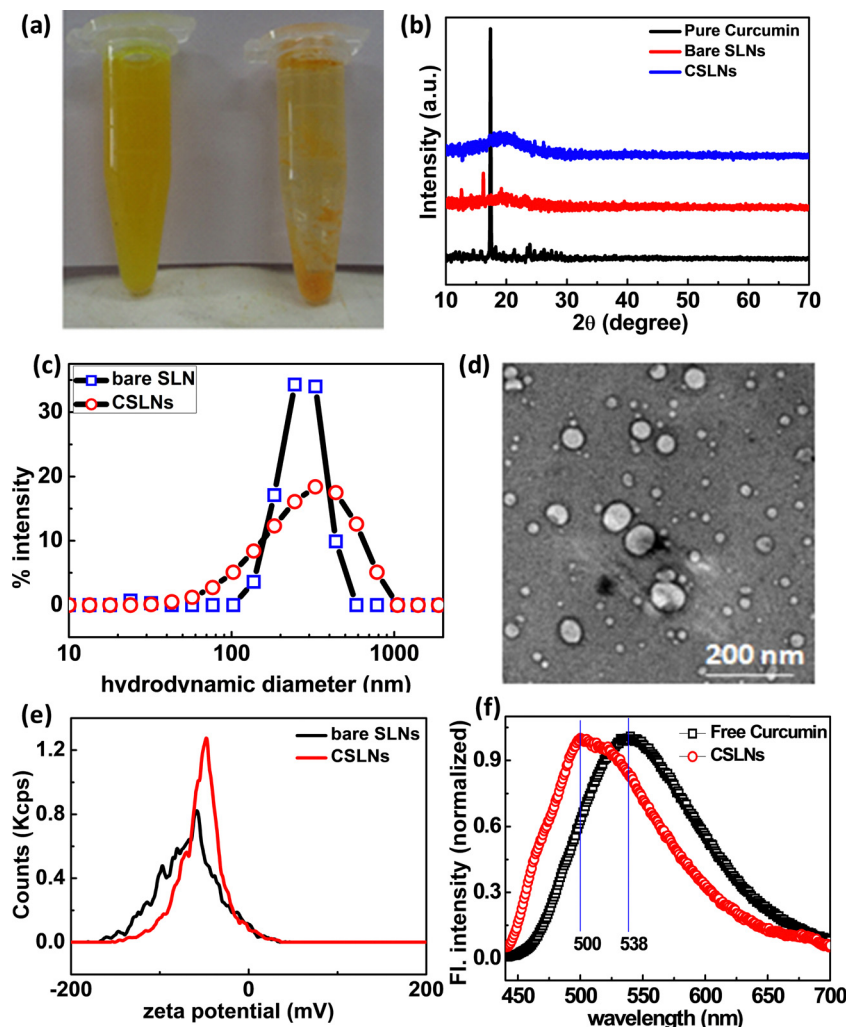 (a)
(b)
Pure Curcumin
Bare SLNs
CSLNs
Intensity (a.u.)
10 20 30 40 50 60 70
2θ (degree)
(c)
bare SLN
CSLNs
% intensity
30
20
10
0
10 100 1000
hydrodynamic diameter (nm)
(d)
200 nm
(e)
bare SLNs
CSLNs
Counts (Kcps)
1.2
0.8
0.4
0.0
-200 -100 0 100 200
zeta potential (mV)
(f)
Free Curcumin
CSLNs
Fl. intensity (normalized)
0.9
0.6
0.3
0.0
500 538
450 500 550 600 650 700
wavelength (nm)